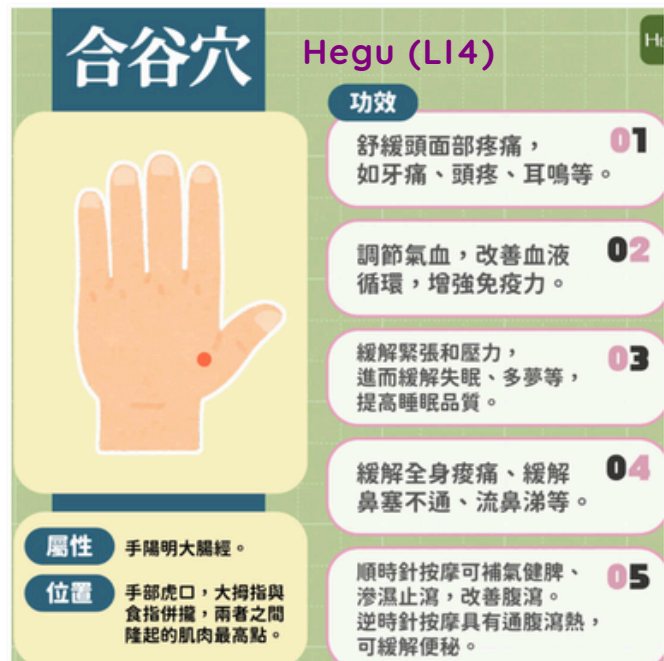 合谷穴
Hegu (LI4)
功效
舒緩頭面部疼痛，
如牙痛、頭疼、耳鳴等。
01
調節氣血，改善血液
循環，增強免疫力。
02
緩解緊張和壓力，
進而緩解失眠、多夢等，
提高睡眠品質。
03
緩解全身痠痛、緩解
鼻塞不通、流鼻涕等。
04
順時針按摩可補氣健脾、
滲濕止瀉，改善腹瀉。
逆時針按摩具有通腹瀉熱，
可緩解便秘。
05
屬性
手陽明大腸經。
位置
手部虎口，大拇指與
食指併攏，兩者之間
隆起的肌肉最高點。